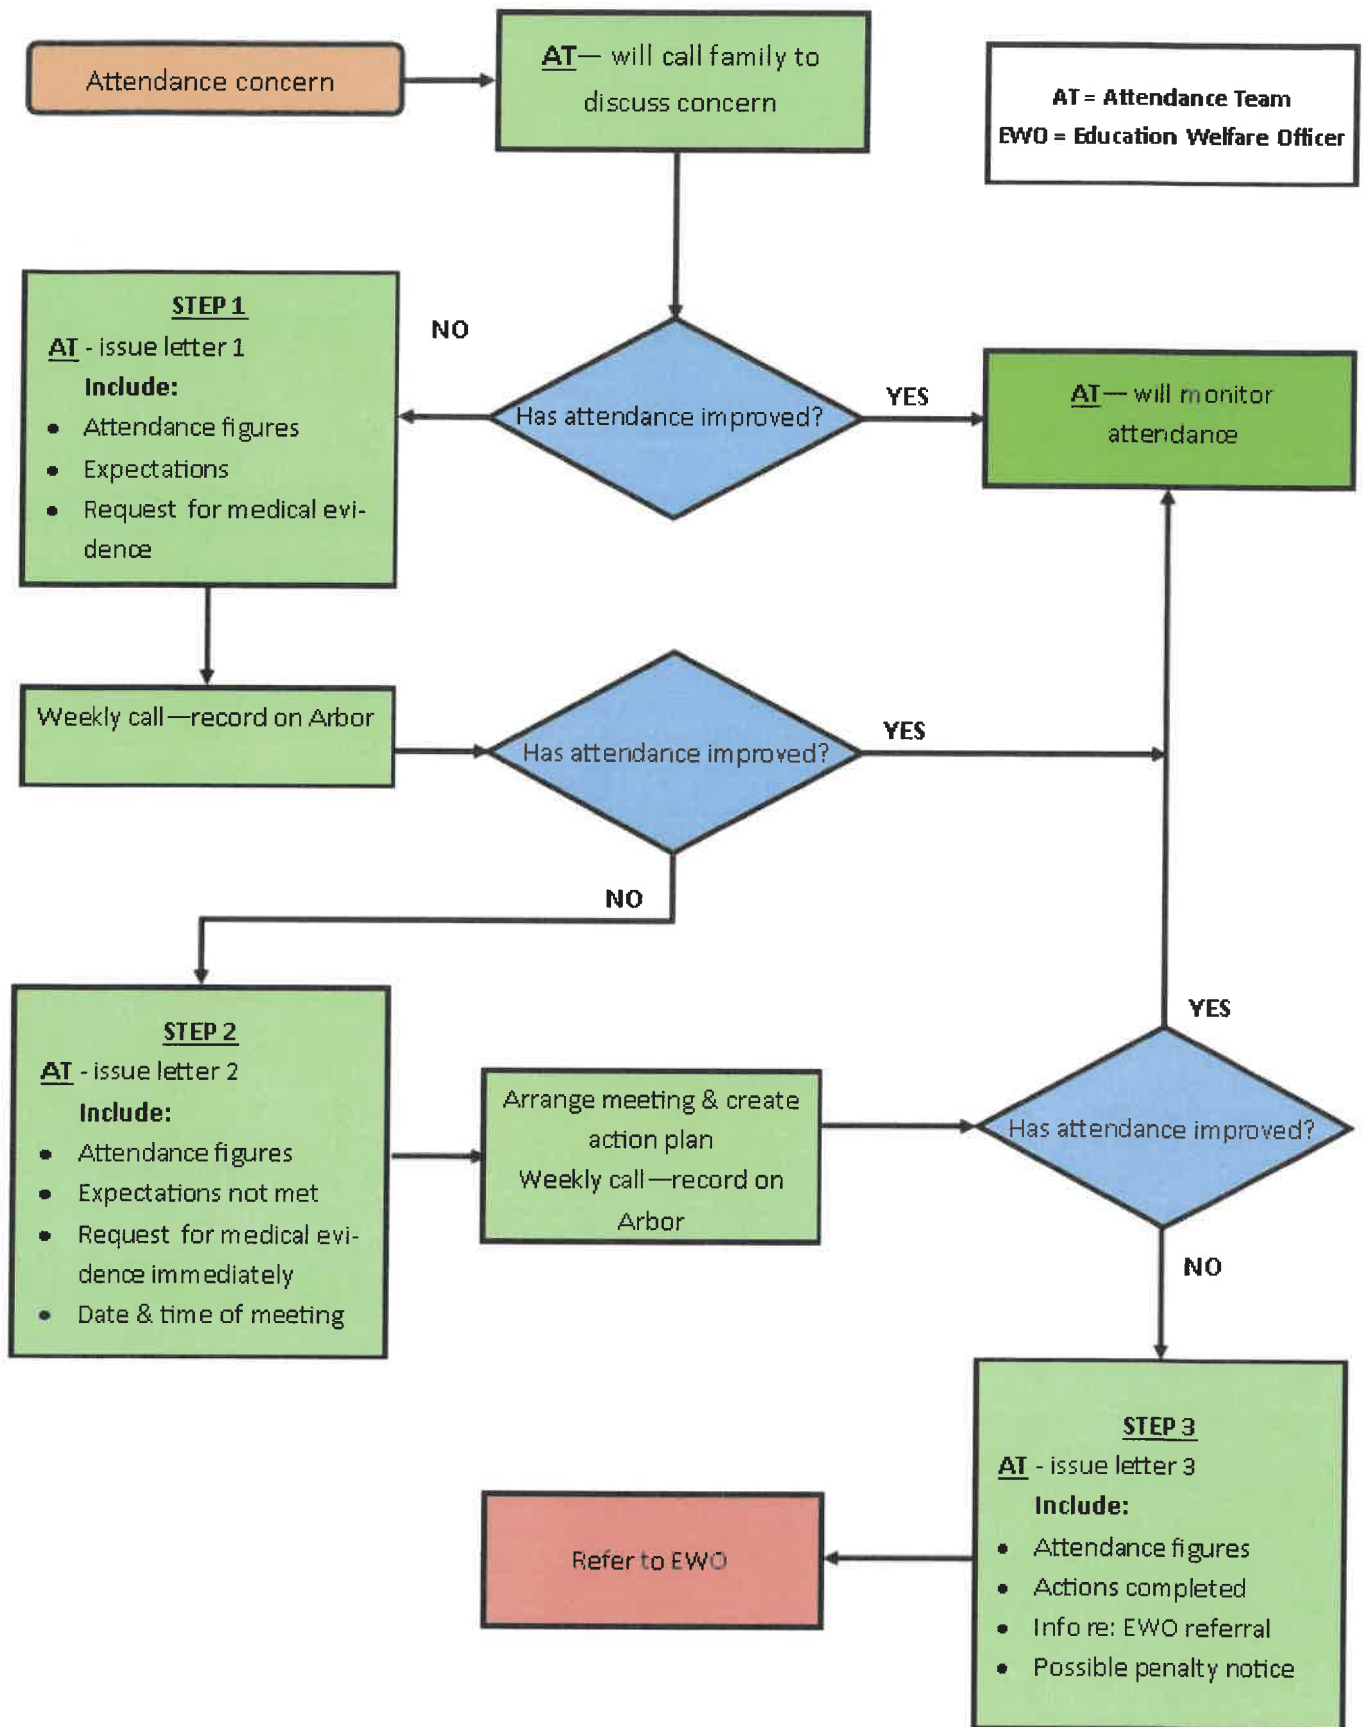 Attendance concern
AT— will call family to
discuss concern
AT = Attendance Team
EWO = Education Welfare Officer
STEP 1
AT - issue letter 1
Include:
• Attendance figures
• Expectations
• Request for medical evi-
dence
NO
Has attendance improved?
YES
AT— will monitor
attendance
Weekly call—record on Arbor
Has attendance improved?
YES
NO
STEP 2
AT - issue letter 2
Include:
• Attendance figures
• Expectations not met
• Request for medical evi-
dence immediately
• Date & time of meeting
Arrange meeting & create
action plan
Weekly call—record on
Arbor
YES
Has attendance improved?
NO
STEP 3
AT - issue letter 3
Include:
• Attendance figures
• Actions completed
• Info re: EWO referral
• Possible penalty notice
Refer to EWO